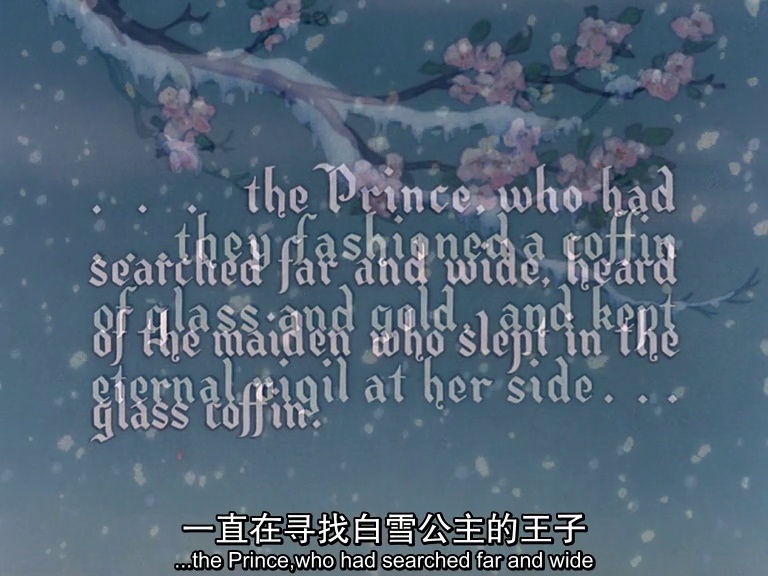 . . . the Prince, who had
. . . they fashioned a coffin
searched far and wide, heard
of glass and gold, and kept
of the maiden who slept in the
eternal vigil at her side . . .
glass coffin.
一直在寻找白雪公主的王子
...the Prince,who had searched far and wide